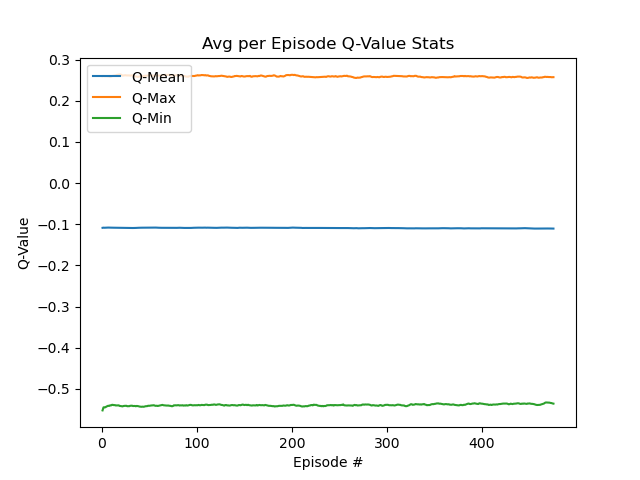 Avg per Episode Q-Value Stats
Q-Value
0.3
0.2
0.1
0.0
−0.1
−0.2
−0.3
−0.4
−0.5
Q-Mean
Q-Max
Q-Min
0 100 200 300 400
Episode #